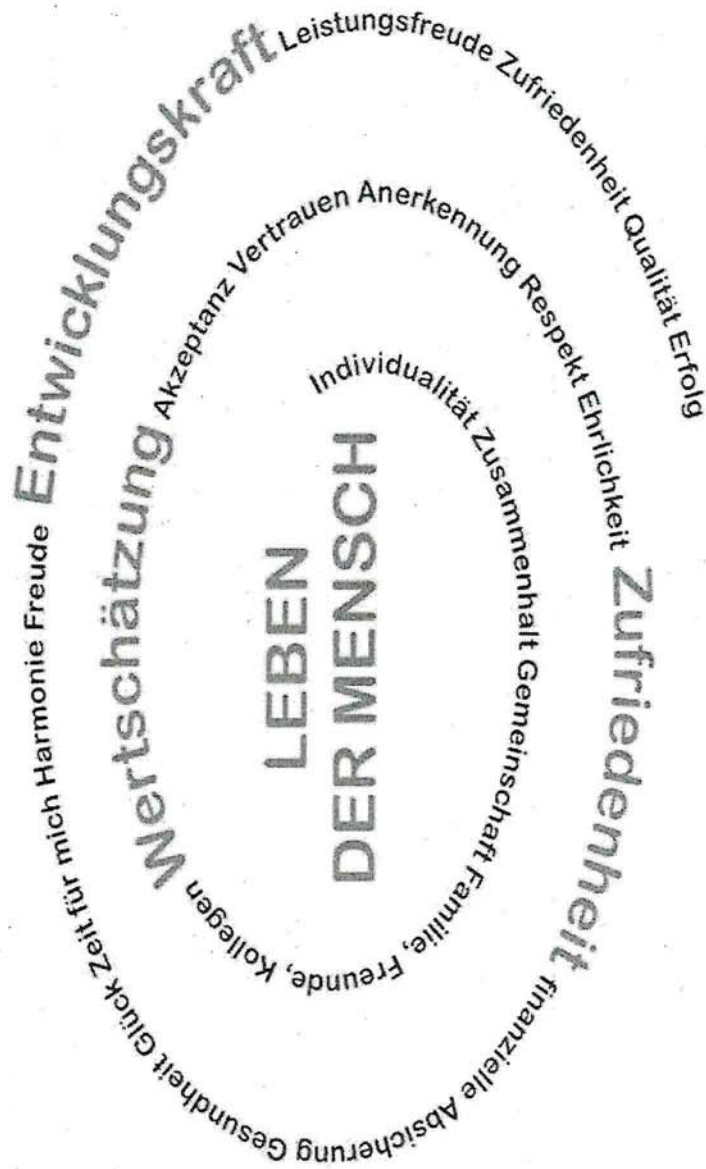 LEBEN
DER MENSCH
Individualität Zusammenhalt Gemeinschaft Familie, Freunde, Kollegen Wertschätzung Akzeptanz Vertrauen Anerkennung Respekt Ehrlichkeit Zufriedenheit finanzielle Absicherung Gesundheit Glück Zeit für mich Harmonie Freude Entwicklungskraft Leistungsfreude Zufriedenheit Qualität Erfolg